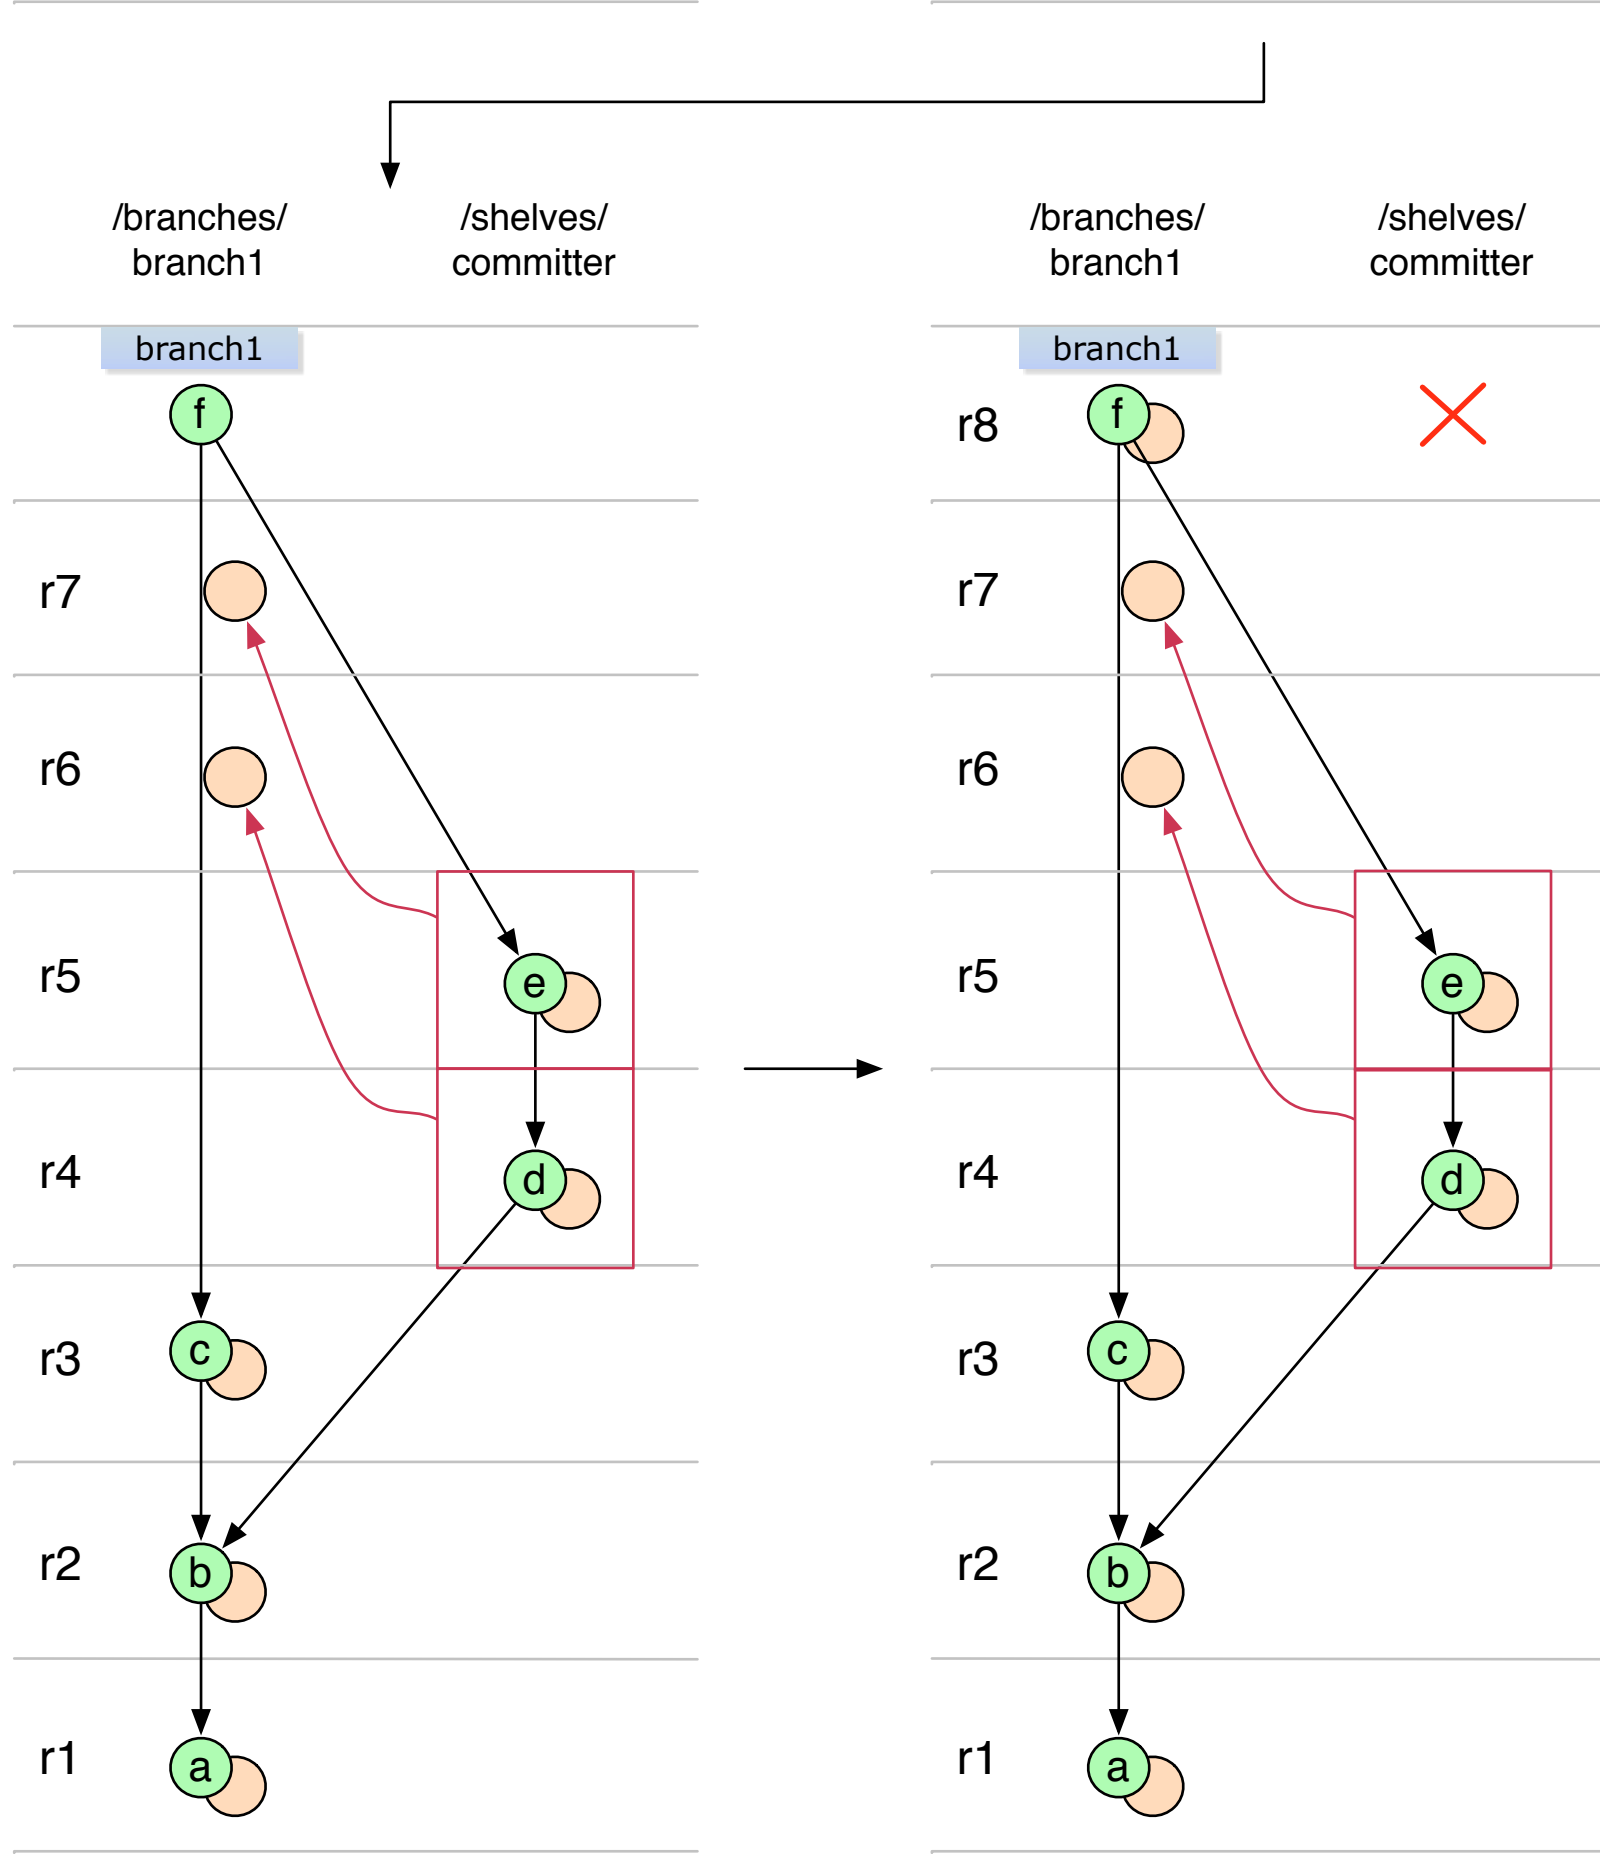 /branches/
branch1
/shelves/
committer
branch1
f
r7
r6
r5
e
r4
d
r3
c
r2
b
r1
a
/branches/
branch1
/shelves/
committer
branch1
r8
f
r7
r6
r5
e
r4
d
r3
c
r2
b
r1
a